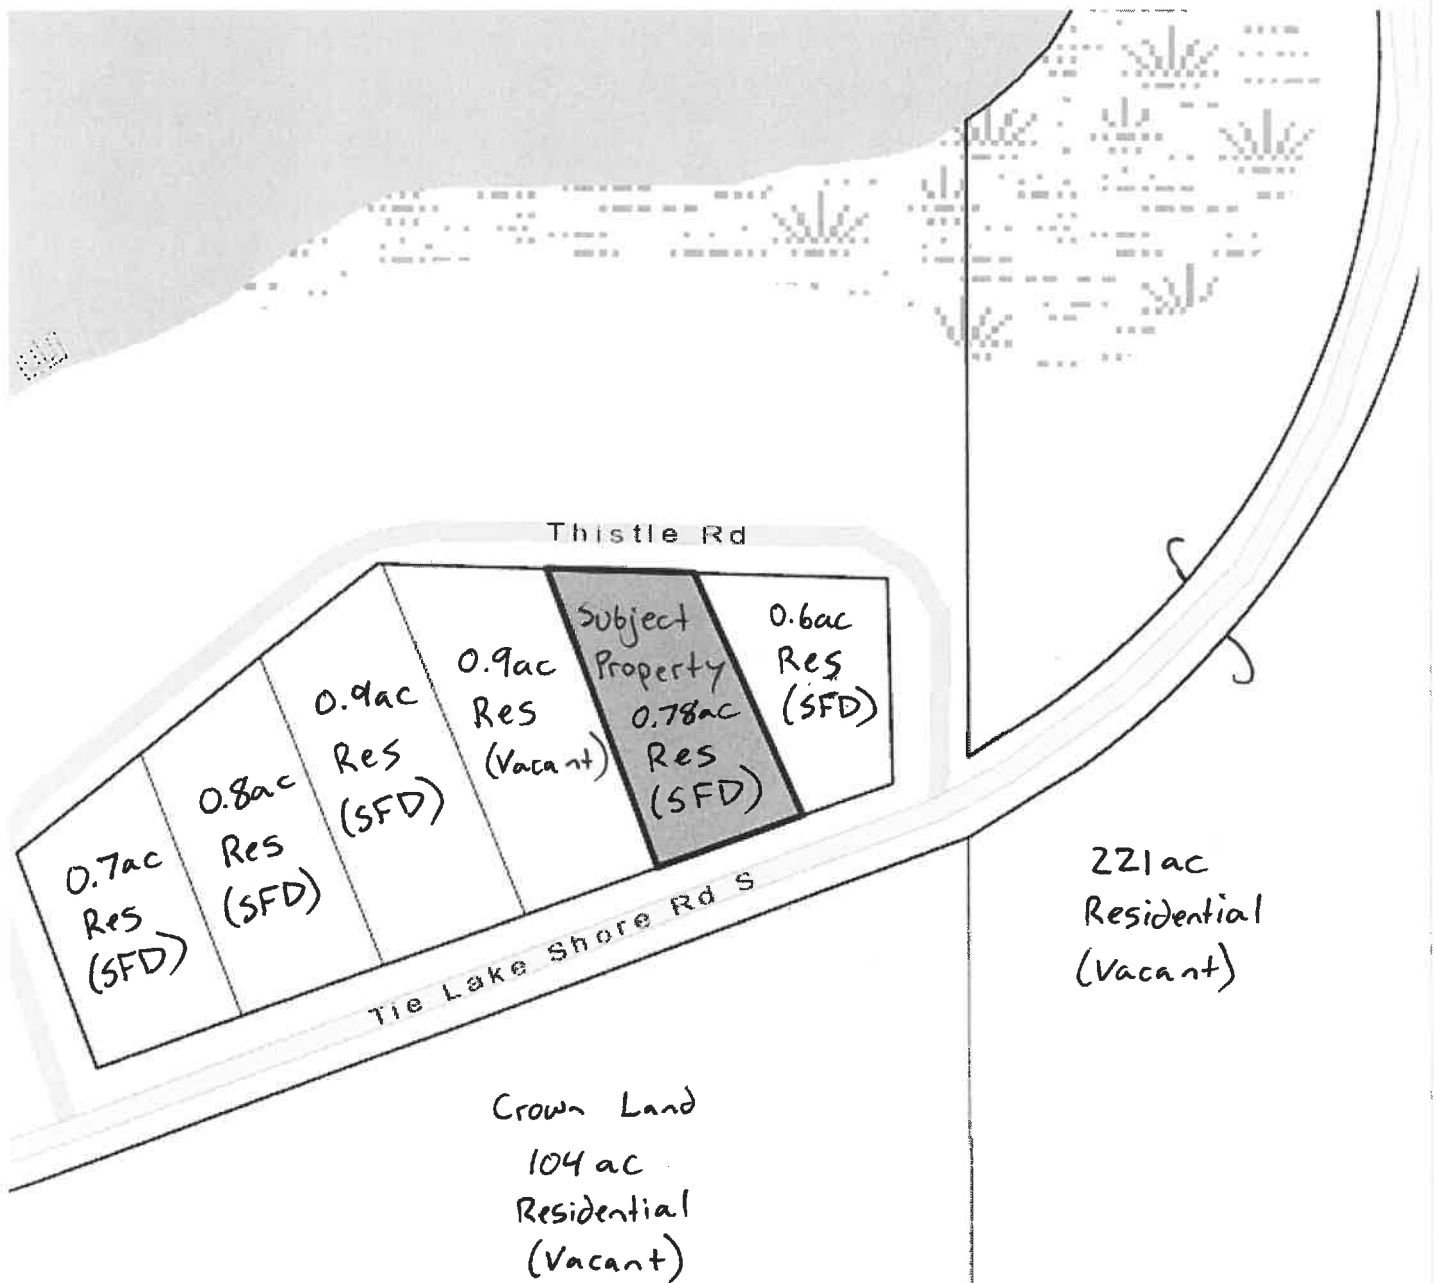 Thistle Rd
Subject
Property
0.78ac
Res
(SFD)
0.6ac
Res
(SFD)
0.9ac
Res
(Vacant)
0.9ac
Res
(SFD)
0.8ac
Res
(SFD)
0.7ac
Res
(SFD)
Tie Lake Shore Rd S
221ac
Residential
(Vacant)
Crown Land
104 ac
Residential
(Vacant)